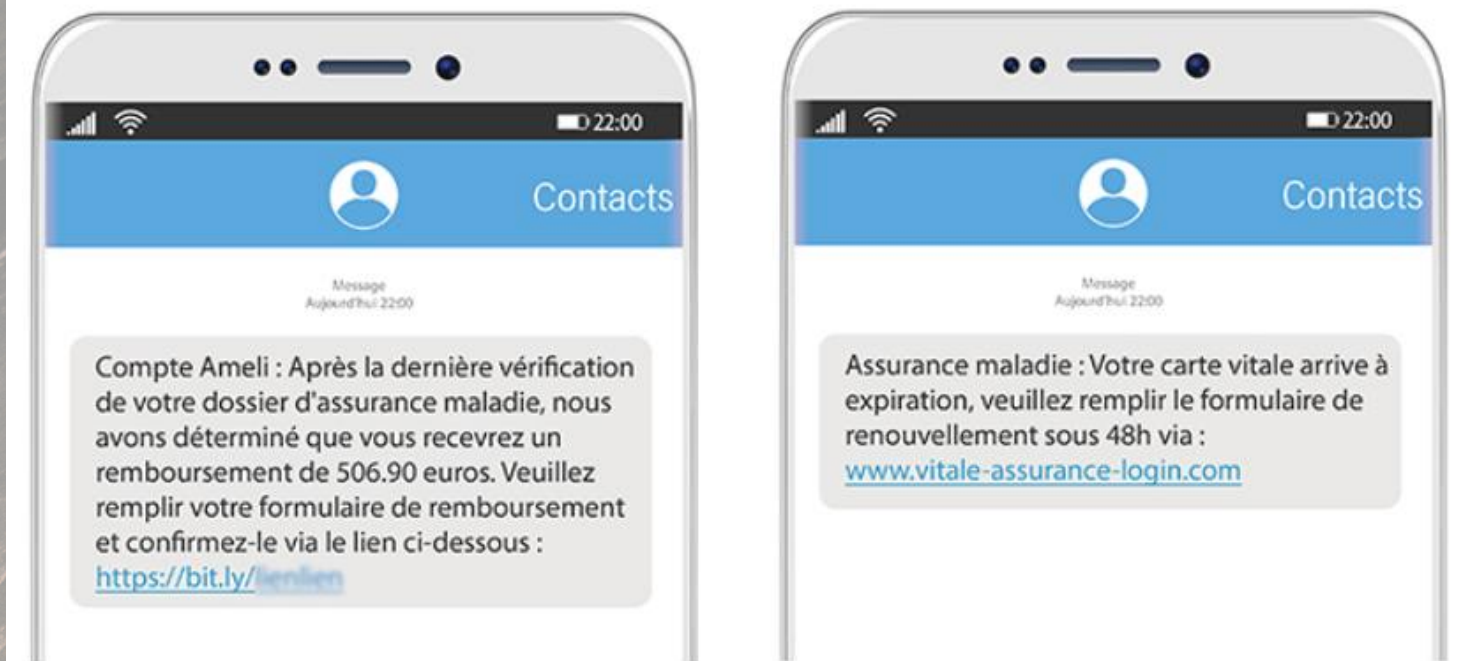 22:00
Contacts
Message
Aujourd'hui 22:00
Compte Ameli : Après la dernière vérification
de votre dossier d'assurance maladie, nous
avons déterminé que vous recevrez un
remboursement de 506.90 euros. Veuillez
remplir votre formulaire de remboursement
et confirmez-le via le lien ci-dessous :
https://bit.ly/lienlien
22:00
Contacts
Message
Aujourd'hui 22:00
Assurance maladie : Votre carte vitale arrive à
expiration, veuillez remplir le formulaire de
renouvellement sous 48h via :
www.vitale-assurance-login.com